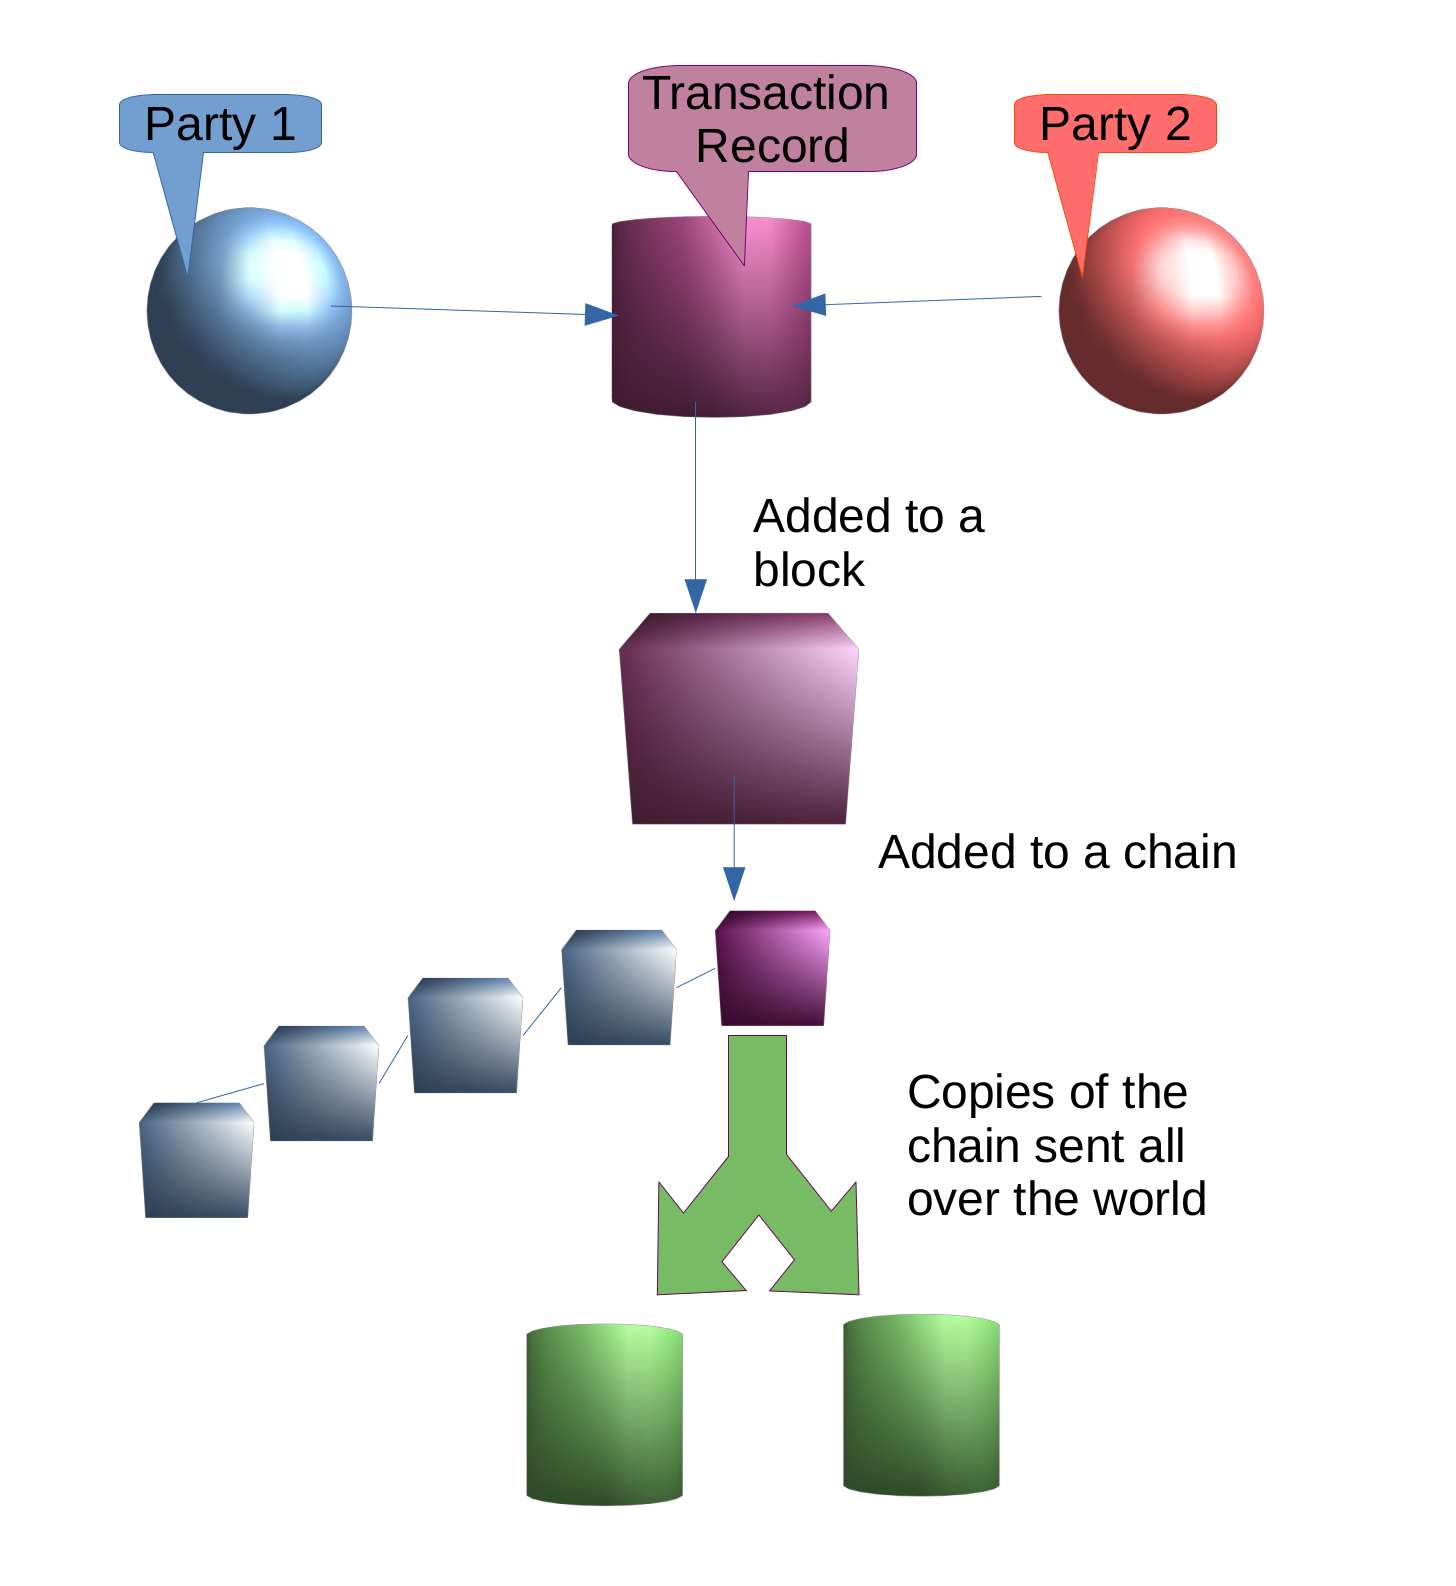 Party 1
Transaction
Record
Party 2
Added to a
block
Added to a chain
Copies of the
chain sent all
over the world